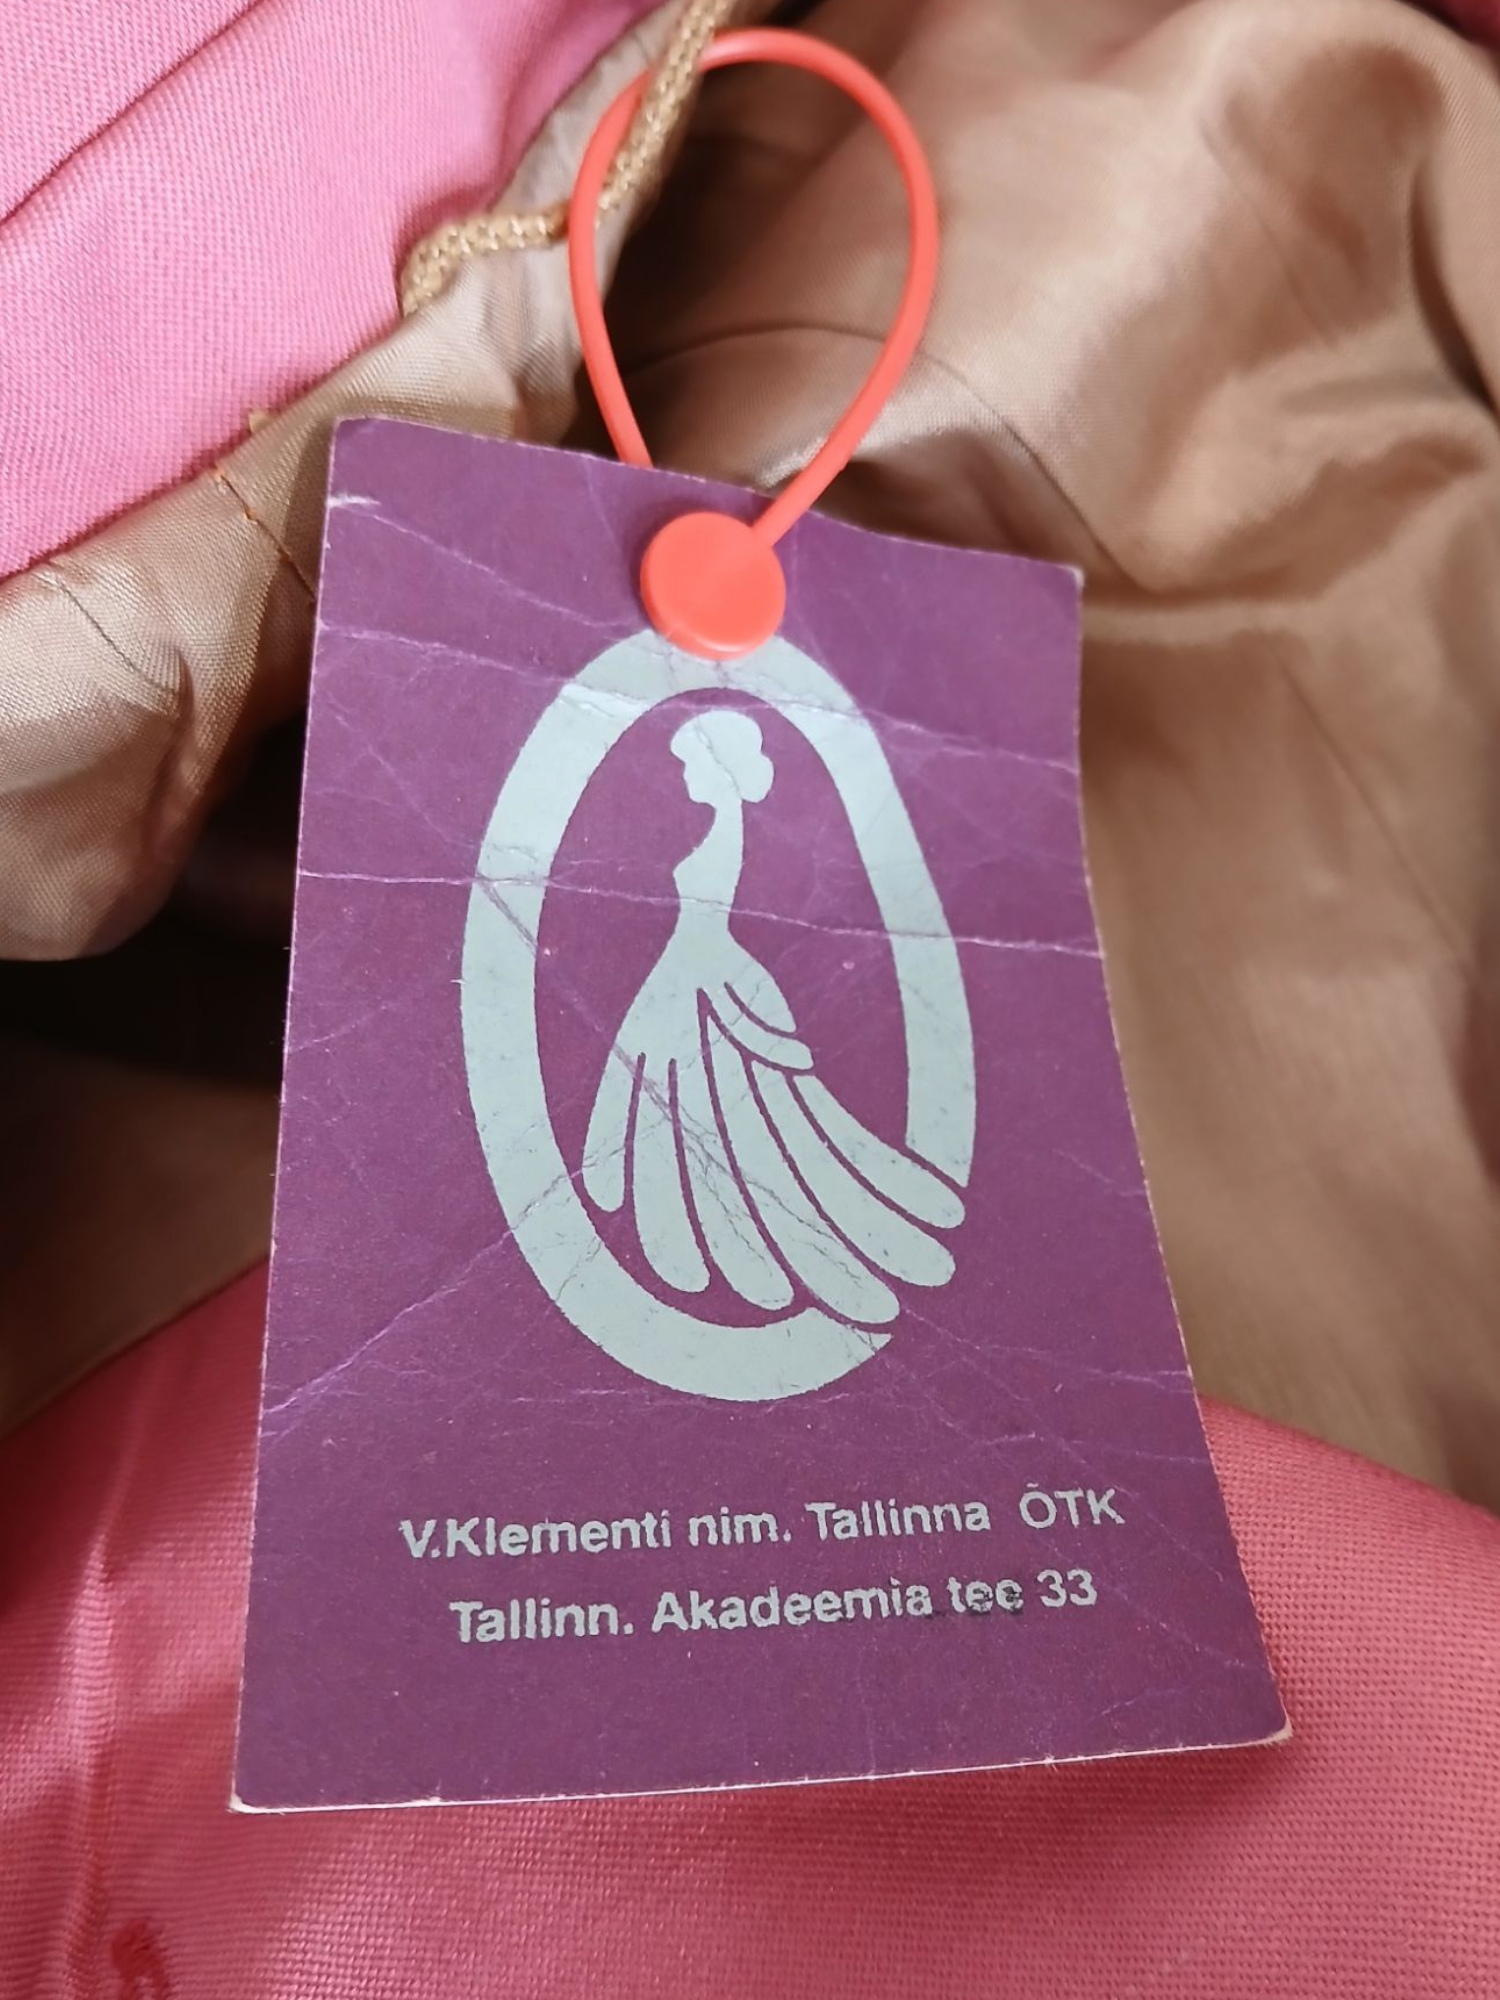 V.Klementi nim. Tallinna ÕTK
Tallinn. Akadeemia tee 33